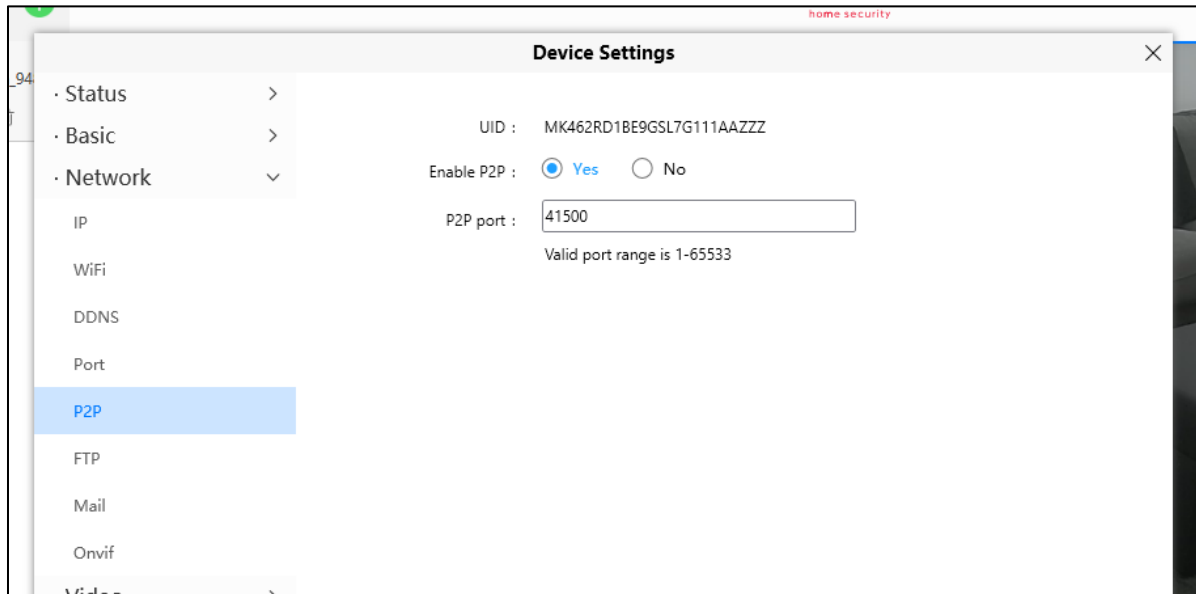 home security
Device Settings
_94
· Status
· Basic
· Network
IP
WiFi
DDNS
Port
P2P
FTP
Mail
Onvif
UID : MK462RD1BE9GSL7G111AAZZZ
Enable P2P : Yes No
P2P port : 41500
Valid port range is 1-65533